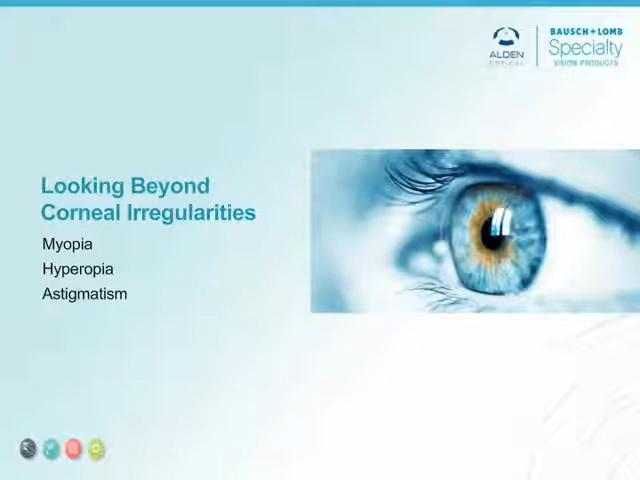 ALDEN
OPTICAL
BAUSCH + LOMB
Specialty
VISION PRODUCTS
Looking Beyond
Corneal Irregularities
Myopia
Hyperopia
Astigmatism